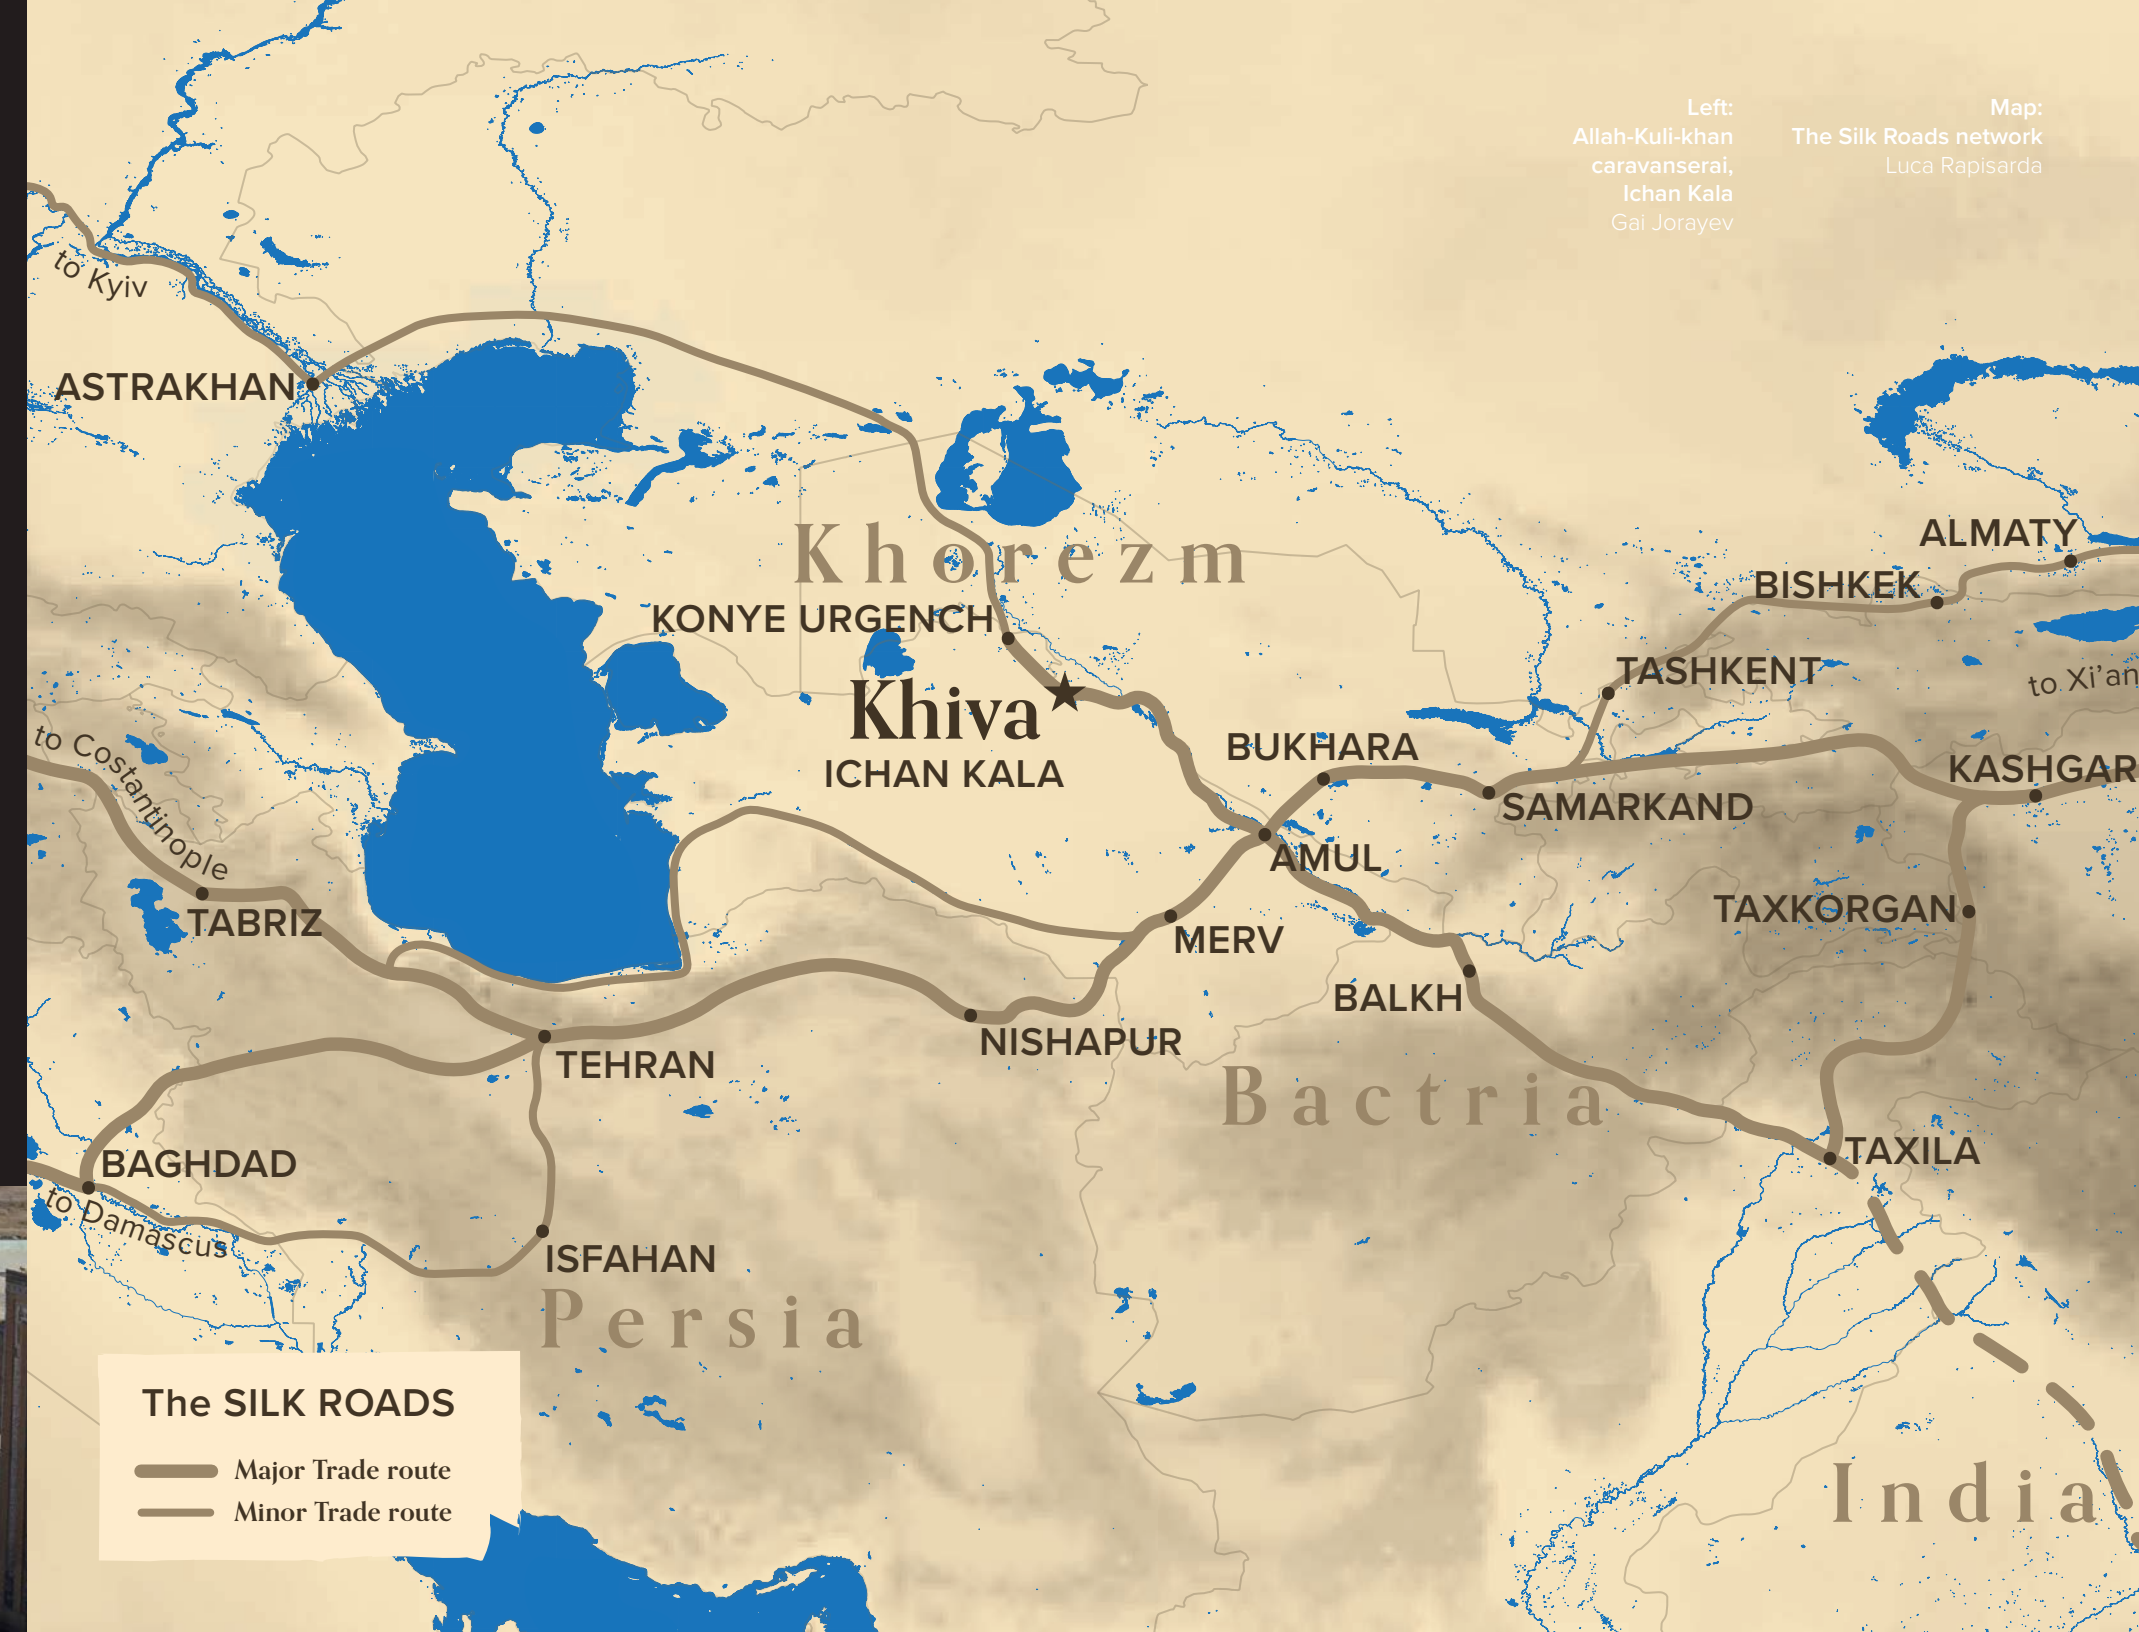 Left:
Allah-Kuli-khan
caravanserai,
Ichan Kala
Gai Jorayev
Map:
The Silk Roads network
Luca Rapisarda
to Kyiv
ASTRAKHAN
Khorezm
ALMATY
BISHKEK
KONYE URGENCH
TASHKENT
to Xi'an
Khiva
ICHAN KALA
to Costantinople
BUKHARA
KASHGAR
SAMARKAND
AMUL
TABRIZ
TAXKORGAN
MERV
BALKH
NISHAPUR
TEHRAN
Bactria
BAGHDAD
TAXILA
to Damascus
ISFAHAN
Persia
India
The SILK ROADS
Major Trade route
Minor Trade route